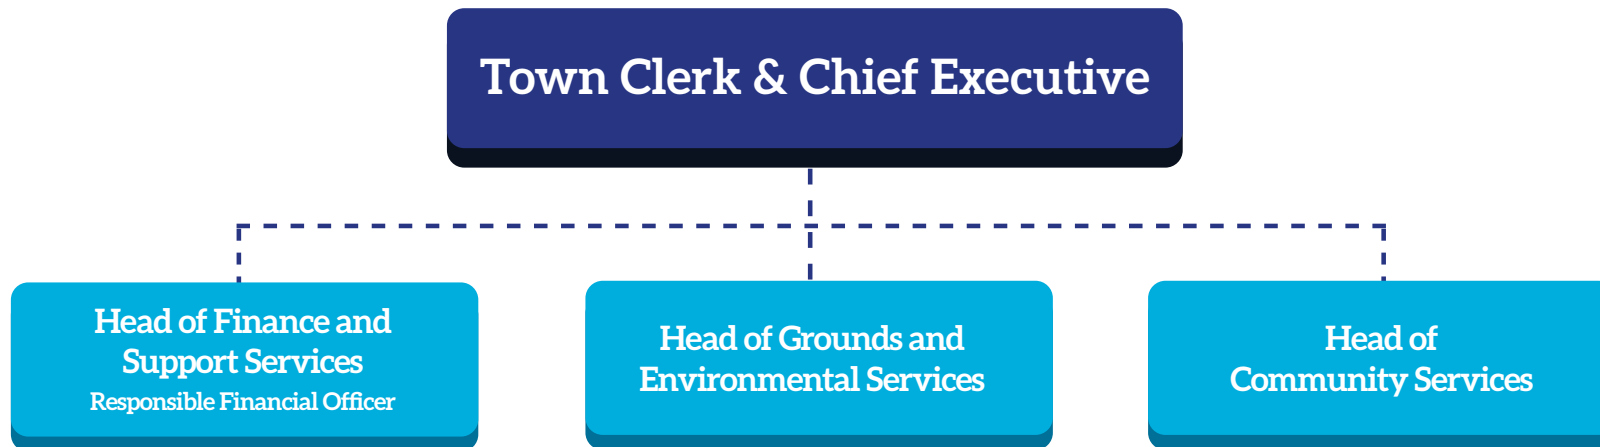 Town Clerk & Chief Executive
Head of Finance and
Support Services
Responsible Financial Officer
Head of Grounds and
Environmental Services
Head of
Community Services